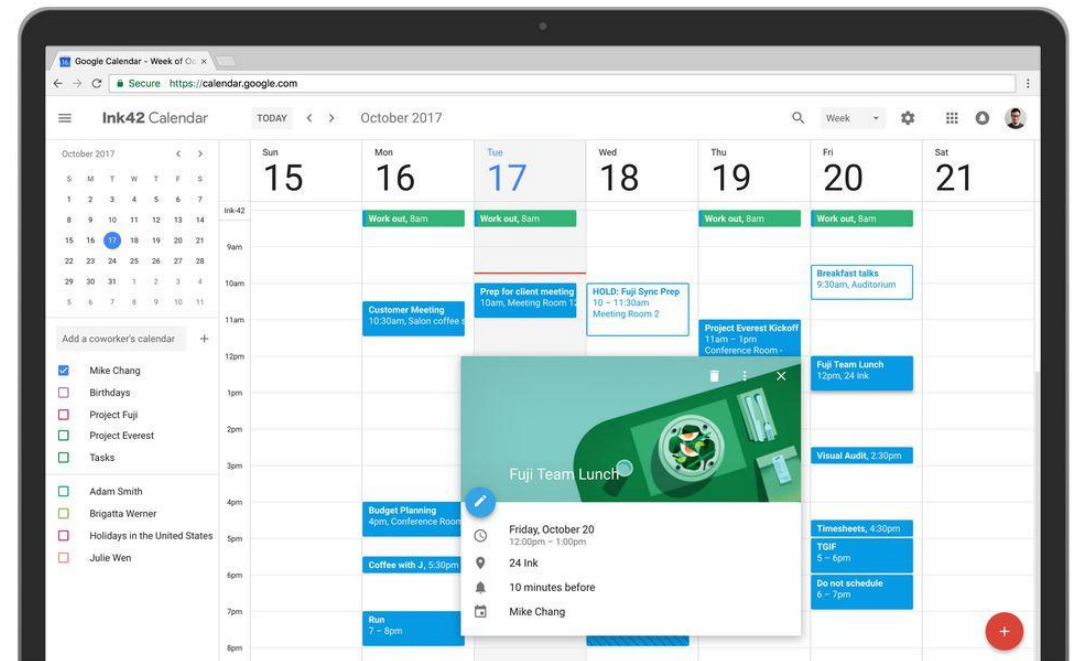 Google Calendar - Week of Oc
Secure https://calendar.google.com
Ink42 Calendar TODAY October 2017 Week
October 2017
S M T W T F S
1 2 3 4 5 6 7
8 9 10 11 12 13 14
15 16 17 18 19 20 21
22 23 24 25 26 27 28
29 30 31 1 2 3 4
5 6 7 8 9 10 11
Add a coworker's calendar
Mike Chang
Birthdays
Project Fuji
Project Everest
Tasks
Adam Smith
Brigatta Werner
Holidays in the United States
Julie Wen
Sun Mon Tue Wed Thu Fri Sat
15 16 17 18 19 20 21
Ink-42
9am
10am
11am
12pm
1pm
2pm
3pm
4pm
5pm
6pm
7pm
8pm
Work out, 8am
Customer Meeting
10:30am, Salon coffee s
Budget Planning
4pm, Conference Room
Coffee with J, 5:30pm
Run
7 – 8pm
Work out, 8am
Prep for client meeting
10am, Meeting Room 12
HOLD: Fuji Sync Prep
10 – 11:30am
Meeting Room 2
Work out, 8am
Project Everest Kickoff
11am – 1pm
Conference Room -
Work out, 8am
Breakfast talks
9:30am, Auditorium
Fuji Team Lunch
12pm, 24 Ink
Visual Audit, 2:30pm
Timesheets, 4:30pm
TGIF
5 – 6pm
Do not schedule
6 – 7pm
Fuji Team Lunch
Friday, October 20
12:00pm – 1:00pm
24 Ink
10 minutes before
Mike Chang